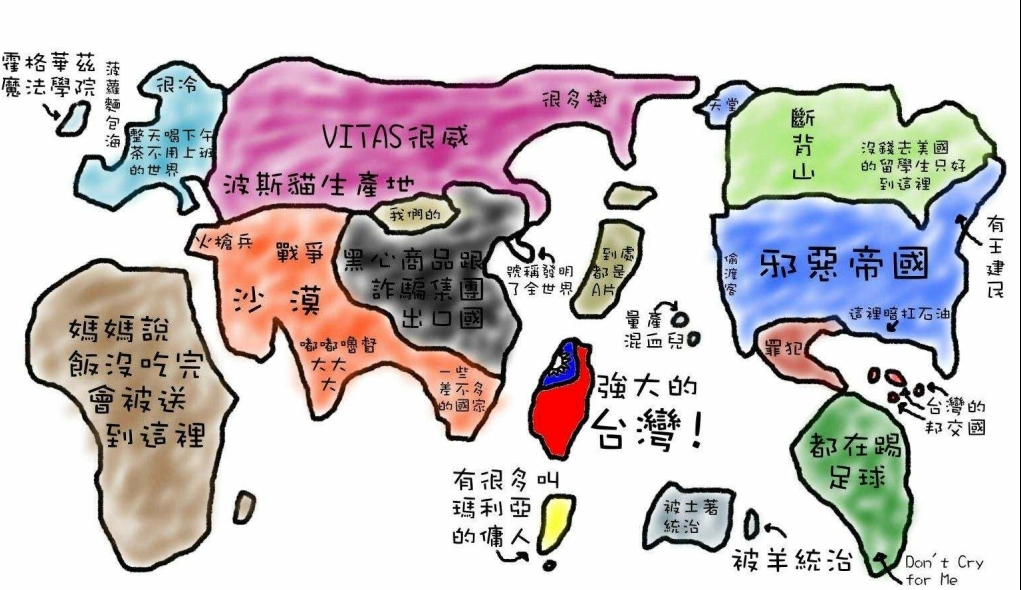 霍格華茲
魔法學院
菠蘿麵包海
很冷
整天喝下午
茶不用上班
的世界
很多樹
VITAS很威
波斯貓生產地
我們的
火槍兵
戰爭
沙漠
黑心商品跟
詐騙集團
出口國
號稱發明
了全世界
到處
都是
A片
嘟嘟嚕督
大大
大
一些
差不多
的國家
媽媽說
飯沒吃完
會被送
到這裡
量產
混血兒
強大的
台灣!
有很多叫
瑪利亞
的傭人
天堂
斷背山
沒錢去美國
的留學生只好
到這裡
有王建民
偷渡客
邪惡帝國
這裡暗扛石油
罪犯
台灣的
邦交國
都在踢
足球
被土著
統治
被羊統治
Don't Cry
for Me